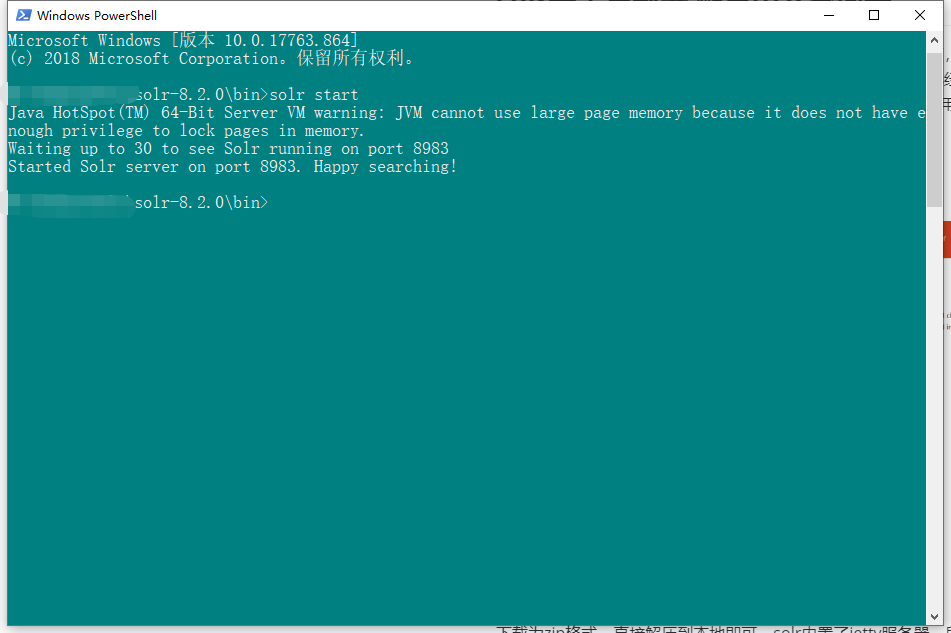 Windows PowerShell
Microsoft Windows [版本 10.0.17763.864]
(c) 2018 Microsoft Corporation。保留所有权利。
solr-8.2.0\bin>solr start
Java HotSpot(TM) 64-Bit Server VM warning: JVM cannot use large page memory because it does not have e
nough privilege to lock pages in memory.
Waiting up to 30 to see Solr running on port 8983
Started Solr server on port 8983. Happy searching!
\solr-8.2.0\bin>